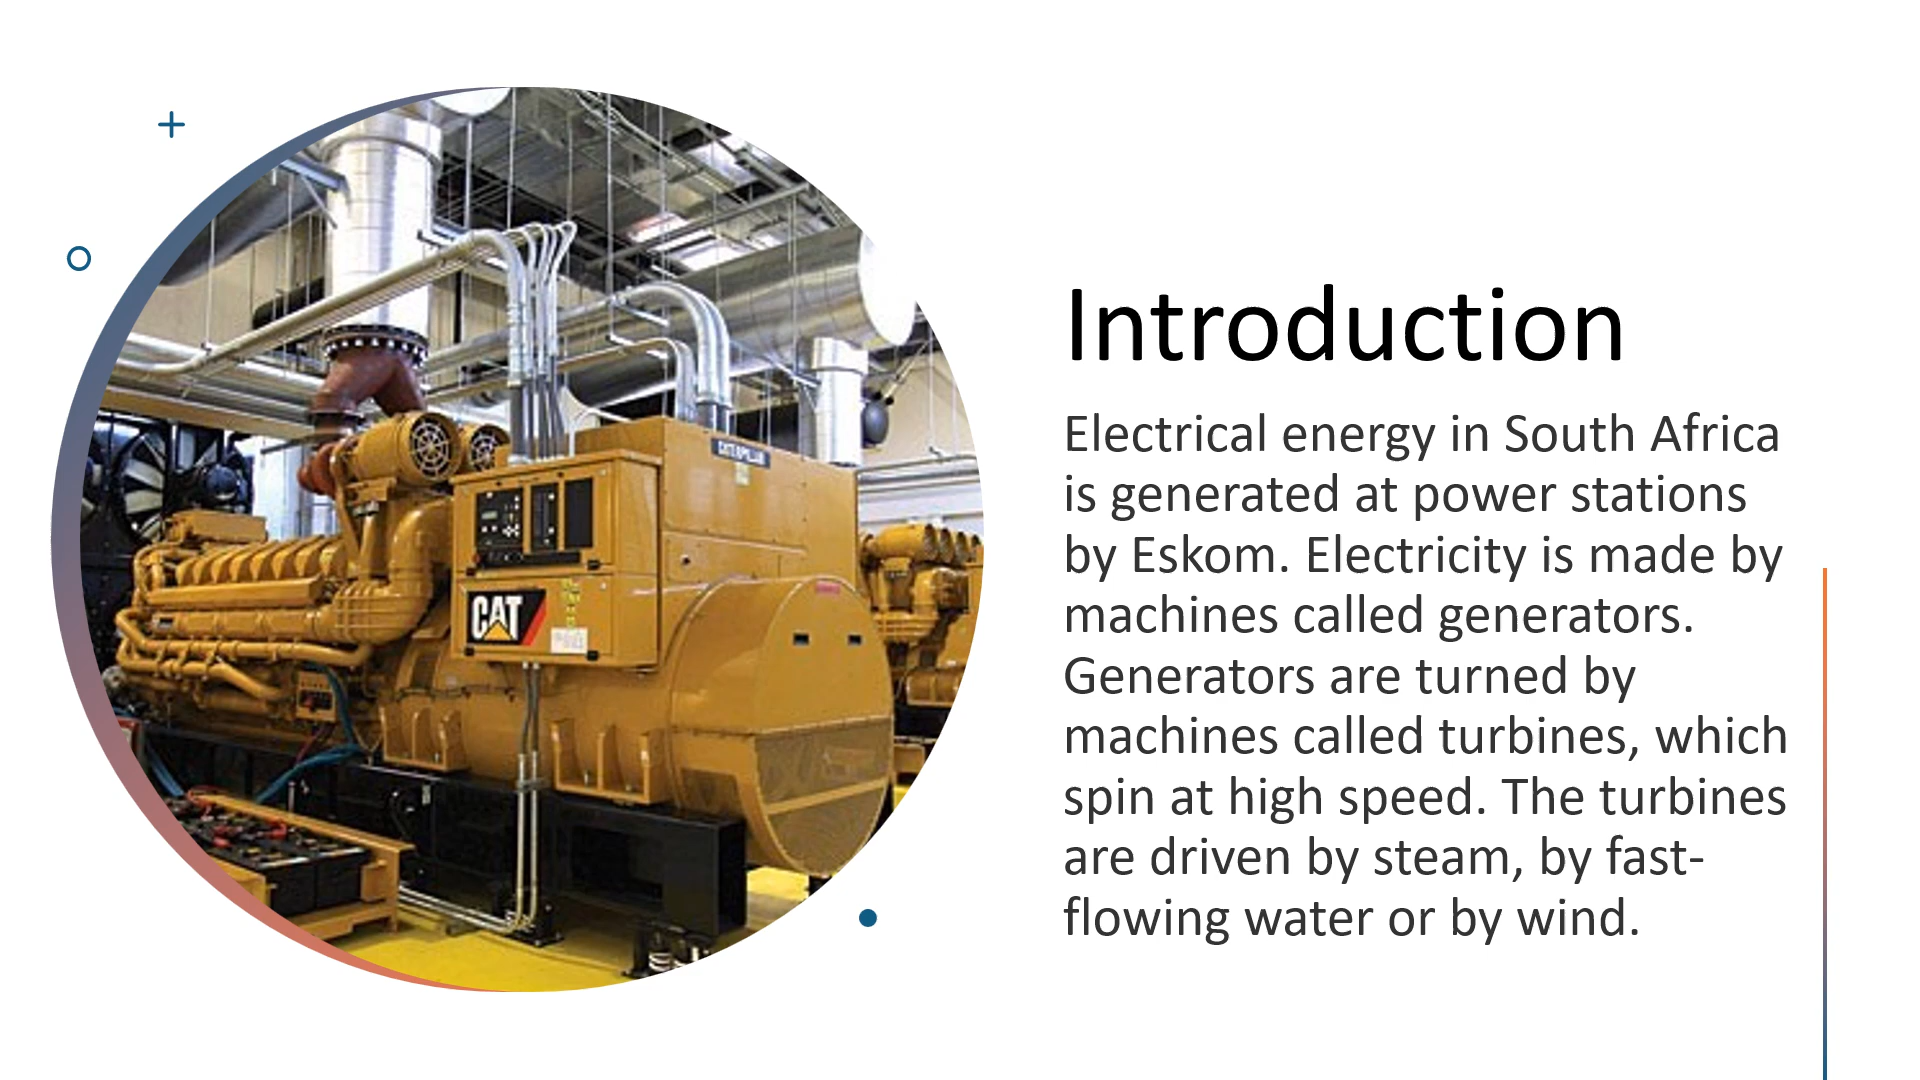 Introduction
Electrical energy in South Africa
is generated at power stations
by Eskom. Electricity is made by
machines called generators.
Generators are turned by
machines called turbines, which
spin at high speed. The turbines
are driven by steam, by fast-
flowing water or by wind.
CATERPILLAR
CAT